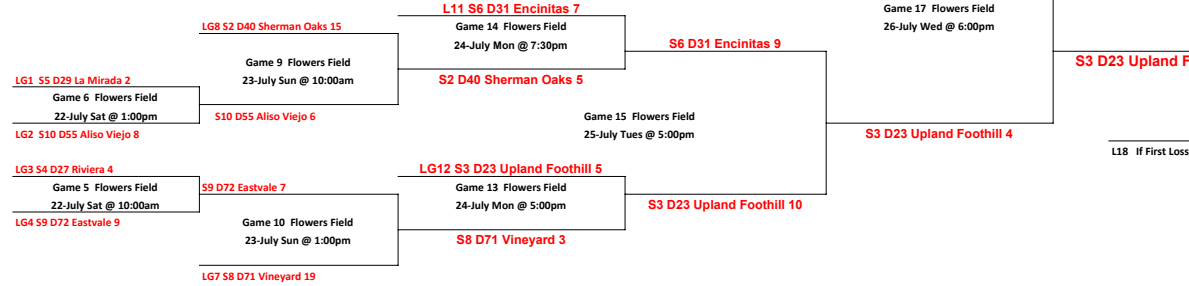 L11 S6 D31 Encinitas 7
Game 17 Flowers Field
26-July Wed @ 6:00pm
LG8 S2 D40 Sherman Oaks 15
Game 14 Flowers Field
24-July Mon @ 7:30pm
S6 D31 Encinitas 9
S3 D23 Upland F
Game 9 Flowers Field
23-July Sun @ 10:00am
LG1 S5 D29 La Mirada 2
S2 D40 Sherman Oaks 5
Game 6 Flowers Field
22-July Sat @ 1:00pm
S10 D55 Aliso Viejo 6
Game 15 Flowers Field
25-July Tues @ 5:00pm
LG2 S10 D55 Aliso Viejo 8
S3 D23 Upland Foothill 4
L18 If First Loss
LG3 S4 D27 Riviera 4
LG12 S3 D23 Upland Foothill 5
Game 5 Flowers Field
22-July Sat @ 10:00am
S9 D72 Eastvale 7
Game 13 Flowers Field
24-July Mon @ 5:00pm
S3 D23 Upland Foothill 10
LG4 S9 D72 Eastvale 9
Game 10 Flowers Field
23-July Sun @ 1:00pm
S8 D71 Vineyard 3
LG7 S8 D71 Vineyard 19